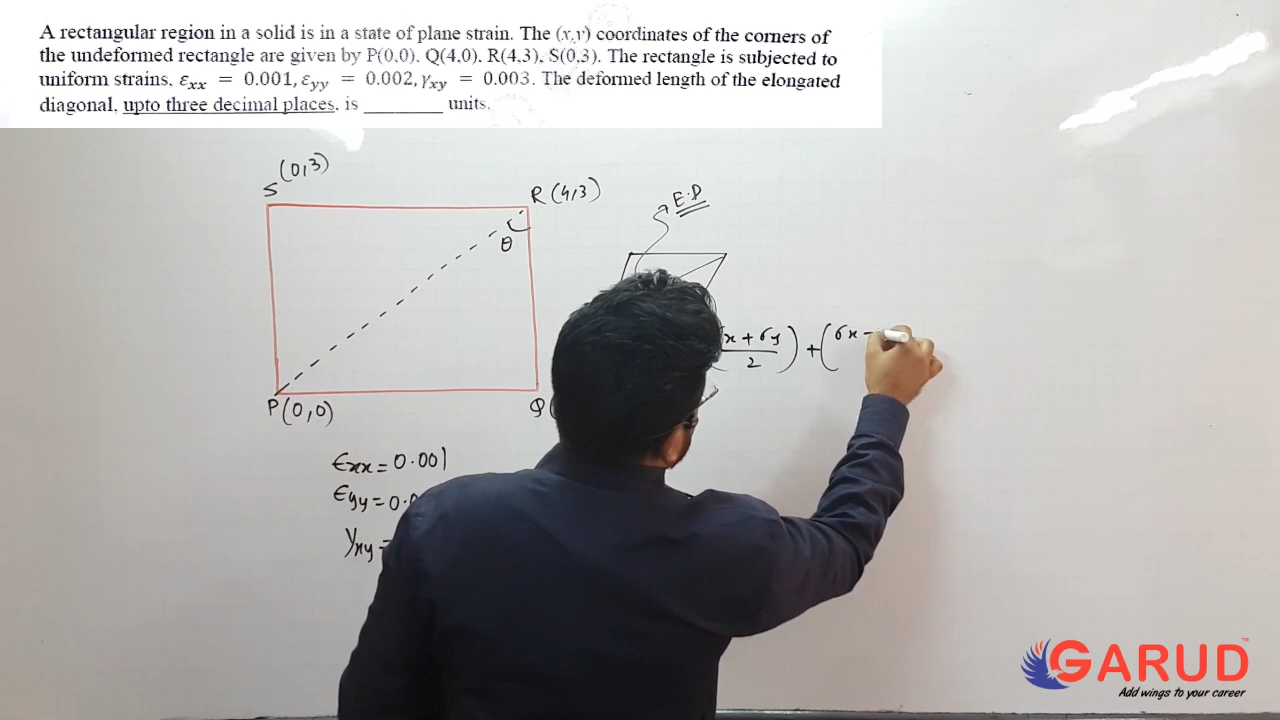 A rectangular region in a solid is in a state of plane strain. The (x,y) coordinates of the corners of
the undeformed rectangle are given by P(0,0). Q(4,0). R(4,3). S(0,3). The rectangle is subjected to
uniform strains, εxx = 0.001, εyy = 0.002, γxy = 0.003. The deformed length of the elongated
diagonal, upto three decimal places, is ________ units.
S (0,3)
R (4,3)
E.D
θ
x + σy
2
) + (σx -
P(0,0)
Q(
Exx = 0.001
Eyy = 0.0
γxy =
GARUD™
Add wings to your career